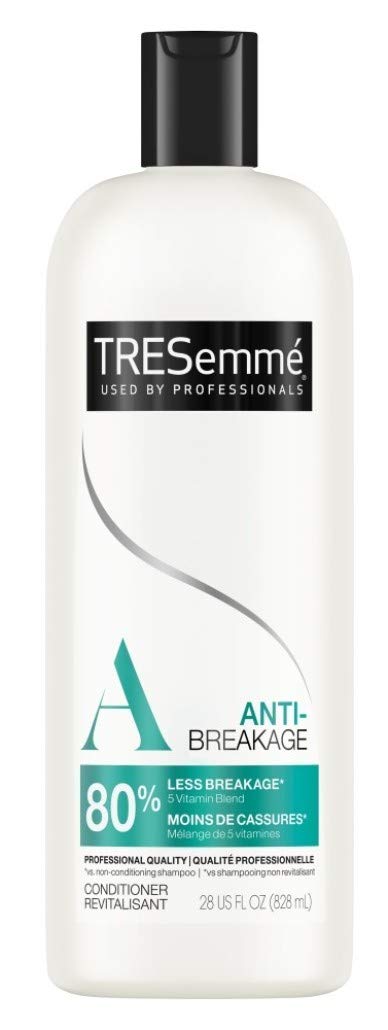 TRESemmé®
USED BY PROFESSIONALS
A
ANTI-
BREAKAGE
80%
LESS BREAKAGE*
5 Vitamin Blend
MOINS DE CASSURES*
Mélange de 5 vitamines
PROFESSIONAL QUALITY | QUALITÉ PROFESSIONNELLE
*vs. non-conditioning shampoo | *vs shampooing non revitalisant
CONDITIONER
REVITALISANT
28 US FL OZ (828 mL)